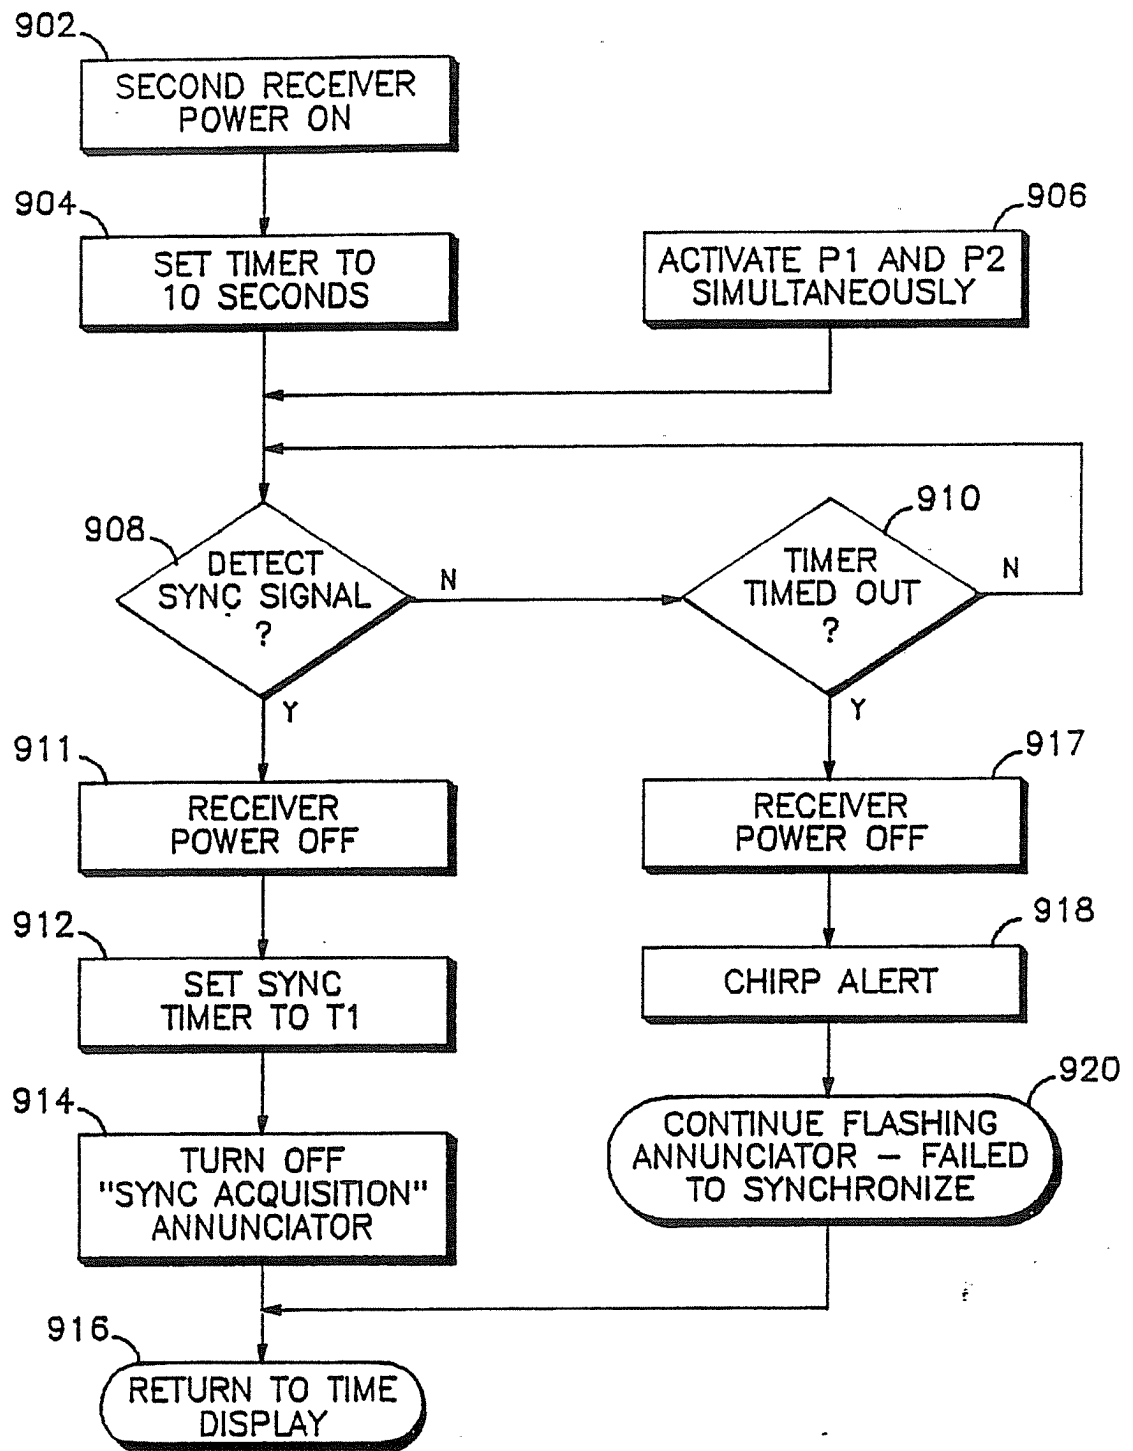 902
SECOND RECEIVER
POWER ON
904
SET TIMER TO
10 SECONDS
906
ACTIVATE P1 AND P2
SIMULTANEOUSLY
908
DETECT
SYNC SIGNAL
?
N
Y
910
TIMER
TIMED OUT
?
N
Y
911
RECEIVER
POWER OFF
917
RECEIVER
POWER OFF
912
SET SYNC
TIMER TO T1
918
CHIRP ALERT
914
TURN OFF
"SYNC ACQUISITION"
ANNUNCIATOR
920
CONTINUE FLASHING
ANNUNCIATOR – FAILED
TO SYNCHRONIZE
916
RETURN TO TIME
DISPLAY